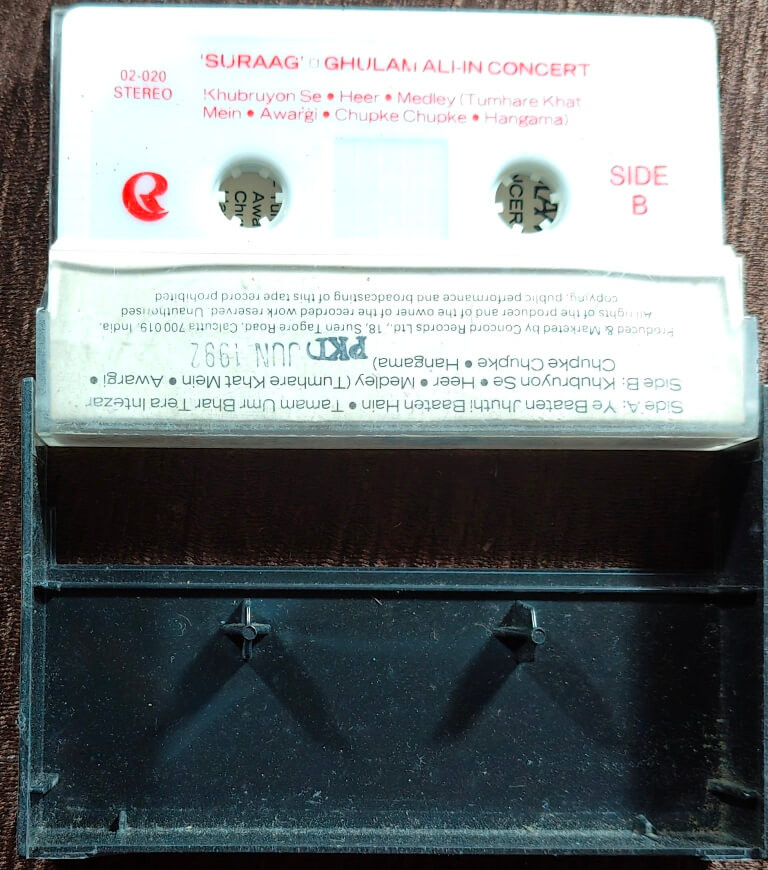 'SURAAG' □ GHULAM ALI-IN CONCERT
02-020
STEREO
Khubruyon Se • Heer • Medley (Tumhare Khat
Mein • Awargi • Chupke Chupke • Hangama)
SIDE
B
Side A: Ye Baaten Jhuthi Baaten Hain • Tamam Umr Bhar Tera Intezar
Side B: Khubruyon Se • Heer • Medley (Tumhare Khat Mein • Awargi •
Chupke Chupke • Hangama)
PKD JUN 1992
Produced & Marketed by Concord Records Ltd., 18, Suren Tagore Road, Calcutta 700 019, India.
All rights of the producer and of the owner of the recorded work reserved. Unauthorised
copying, public performance and broadcasting of this tape record prohibited